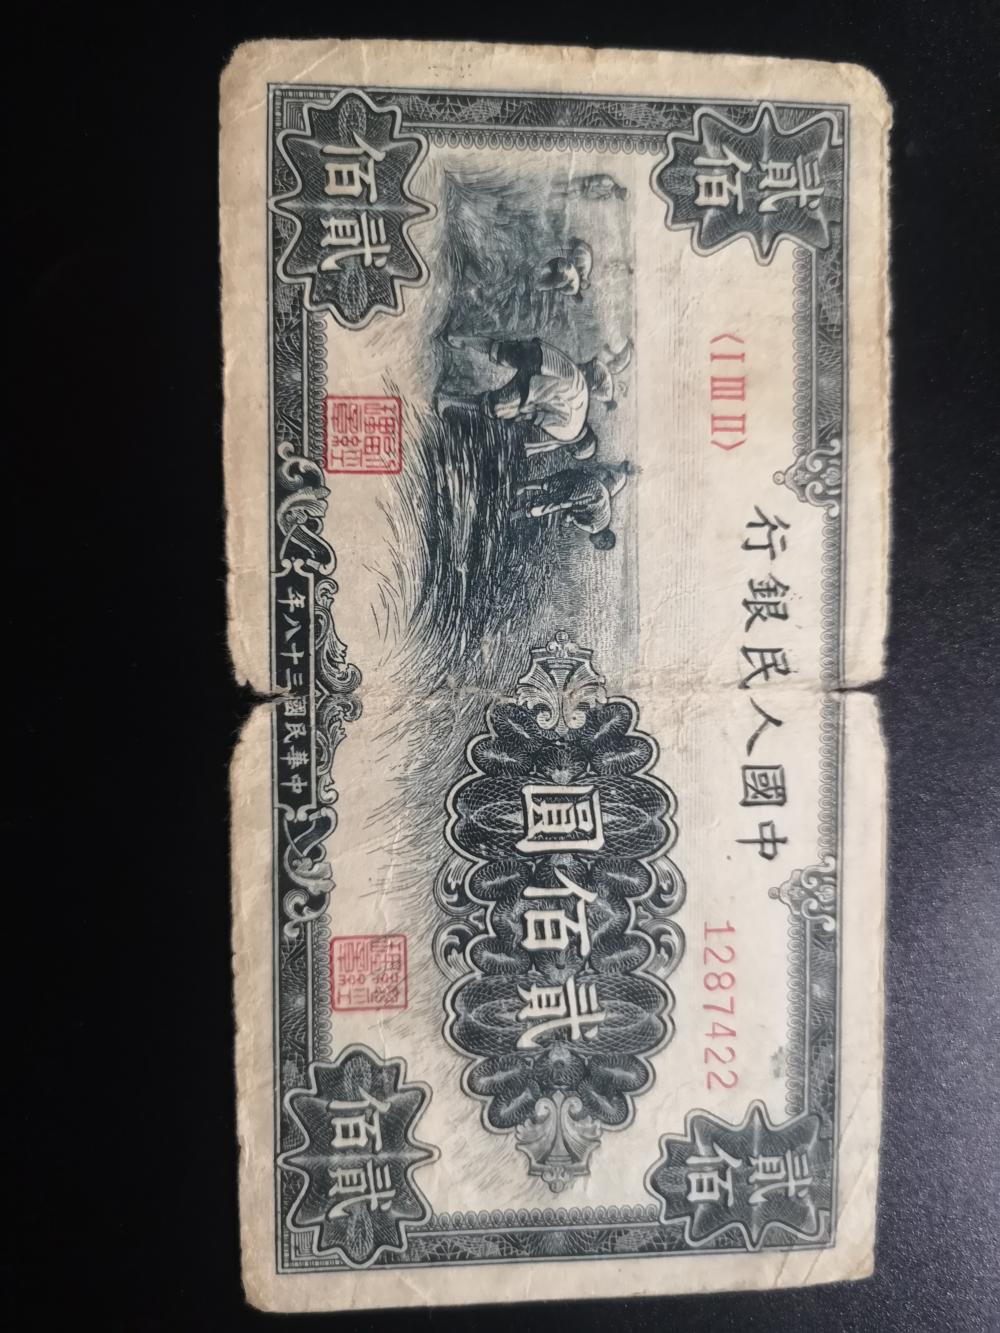 中國人民銀行
貳佰
貳佰
〈I III II〉
1287422
貳佰圓
貳佰
貳佰
中華民國三十八年